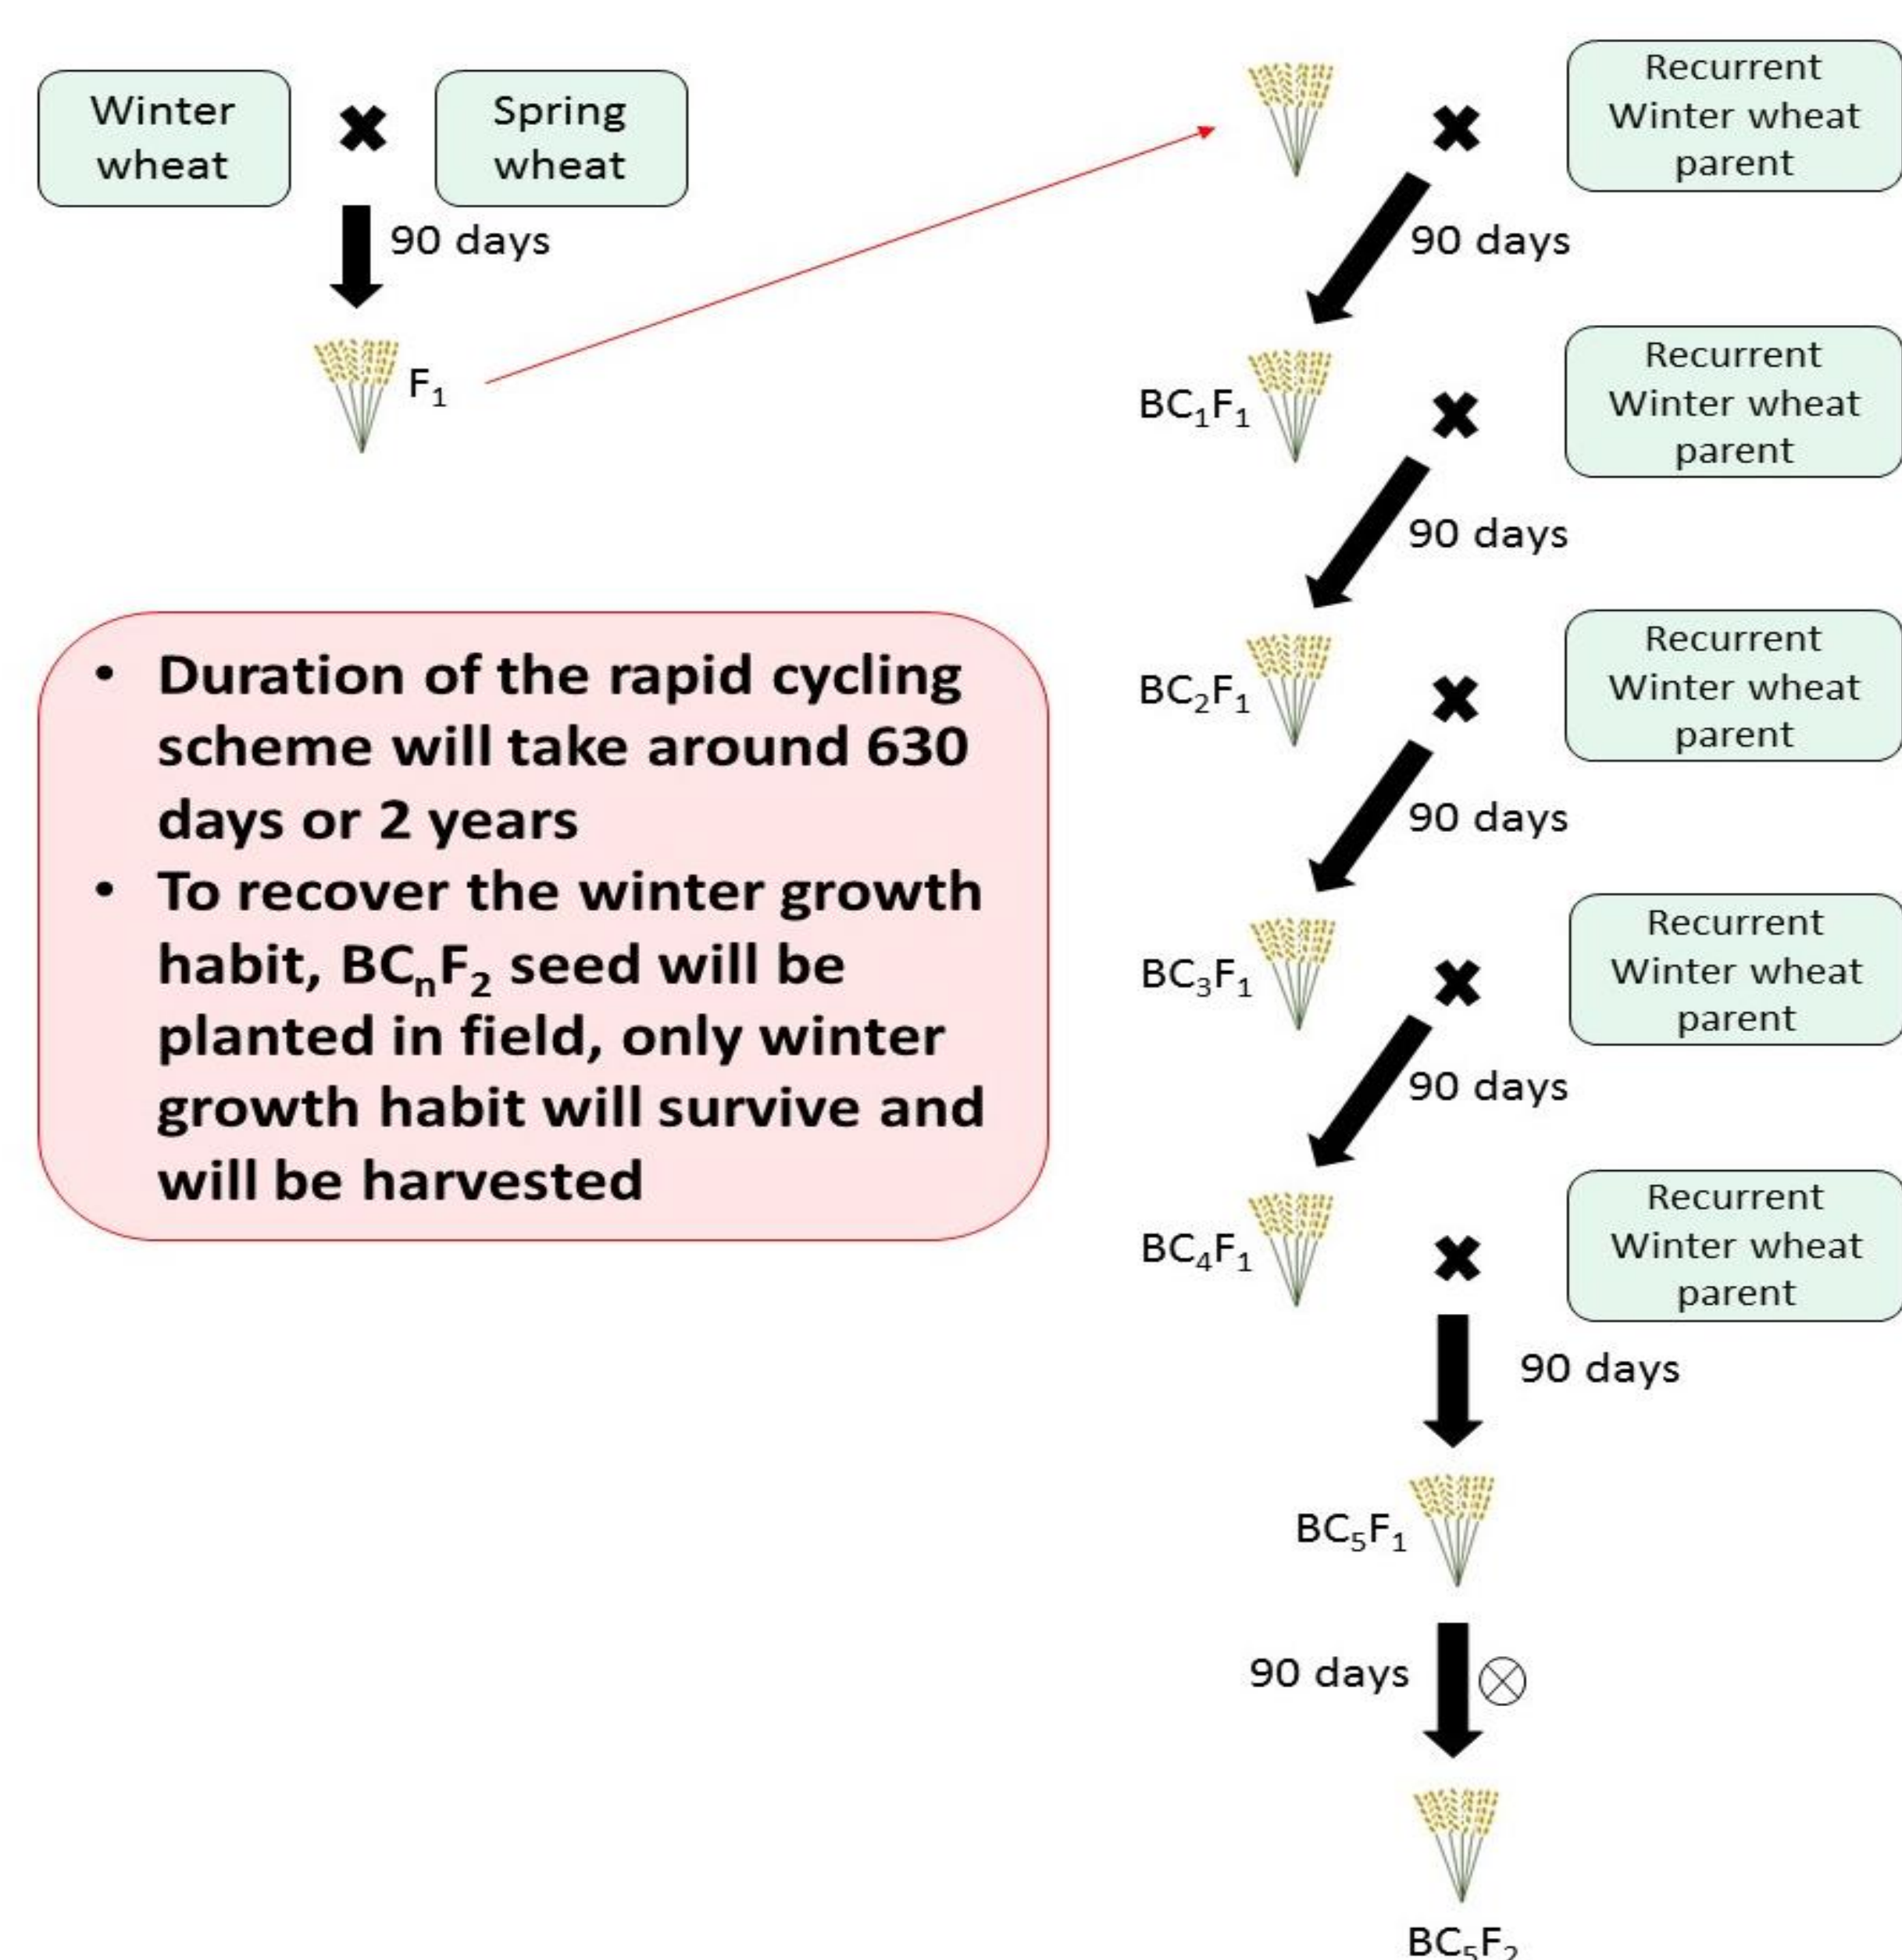 Winter
wheat
Spring
wheat
90 days
F₁
Recurrent
Winter wheat
parent
90 days
BC₁F₁
Recurrent
Winter wheat
parent
90 days
BC₂F₁
Recurrent
Winter wheat
parent
90 days
BC₃F₁
Recurrent
Winter wheat
parent
90 days
BC₄F₁
Recurrent
Winter wheat
parent
90 days
BC₅F₁
90 days
BC₅F₂
• Duration of the rapid cycling
scheme will take around 630
days or 2 years
• To recover the winter growth
habit, BCₙF₂ seed will be
planted in field, only winter
growth habit will survive and
will be harvested